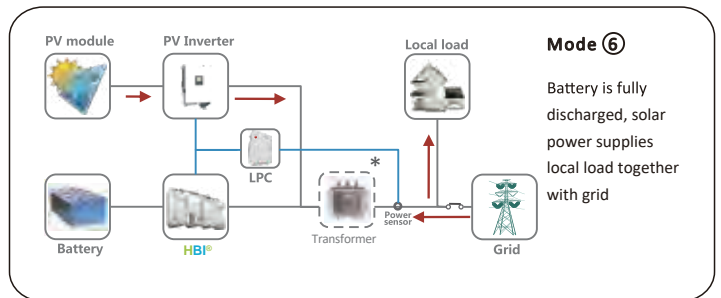 PV module
PV Inverter
Local load
Mode ⑥
Battery is fully
discharged, solar
power supplies
local load together
with grid
LPC
*
Battery
HBI®
Transformer
Power
sensor
Grid